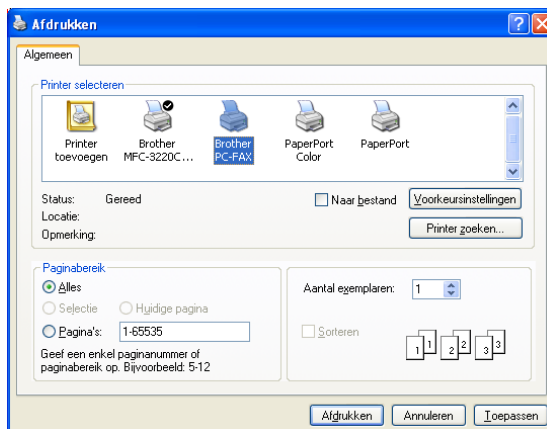 Afdrukken
Algemeen
Printer selecteren
Printer toevoegen
Brother MFC-3220C...
Brother PC-FAX
PaperPort Color
PaperPort
Status: Gereed
Naar bestand
Voorkeursinstellingen
Locatie:
Opmerking:
Printer zoeken...
Paginabereik
Alles
Selectie
Huidige pagina
Pagina's: 1-65535
Geef een enkel paginanummer of
paginabereik op. Bijvoorbeeld: 5-12
Aantal exemplaren: 1
Sorteren
1 1 2 2 3 3
Afdrukken
Annuleren
Toepassen